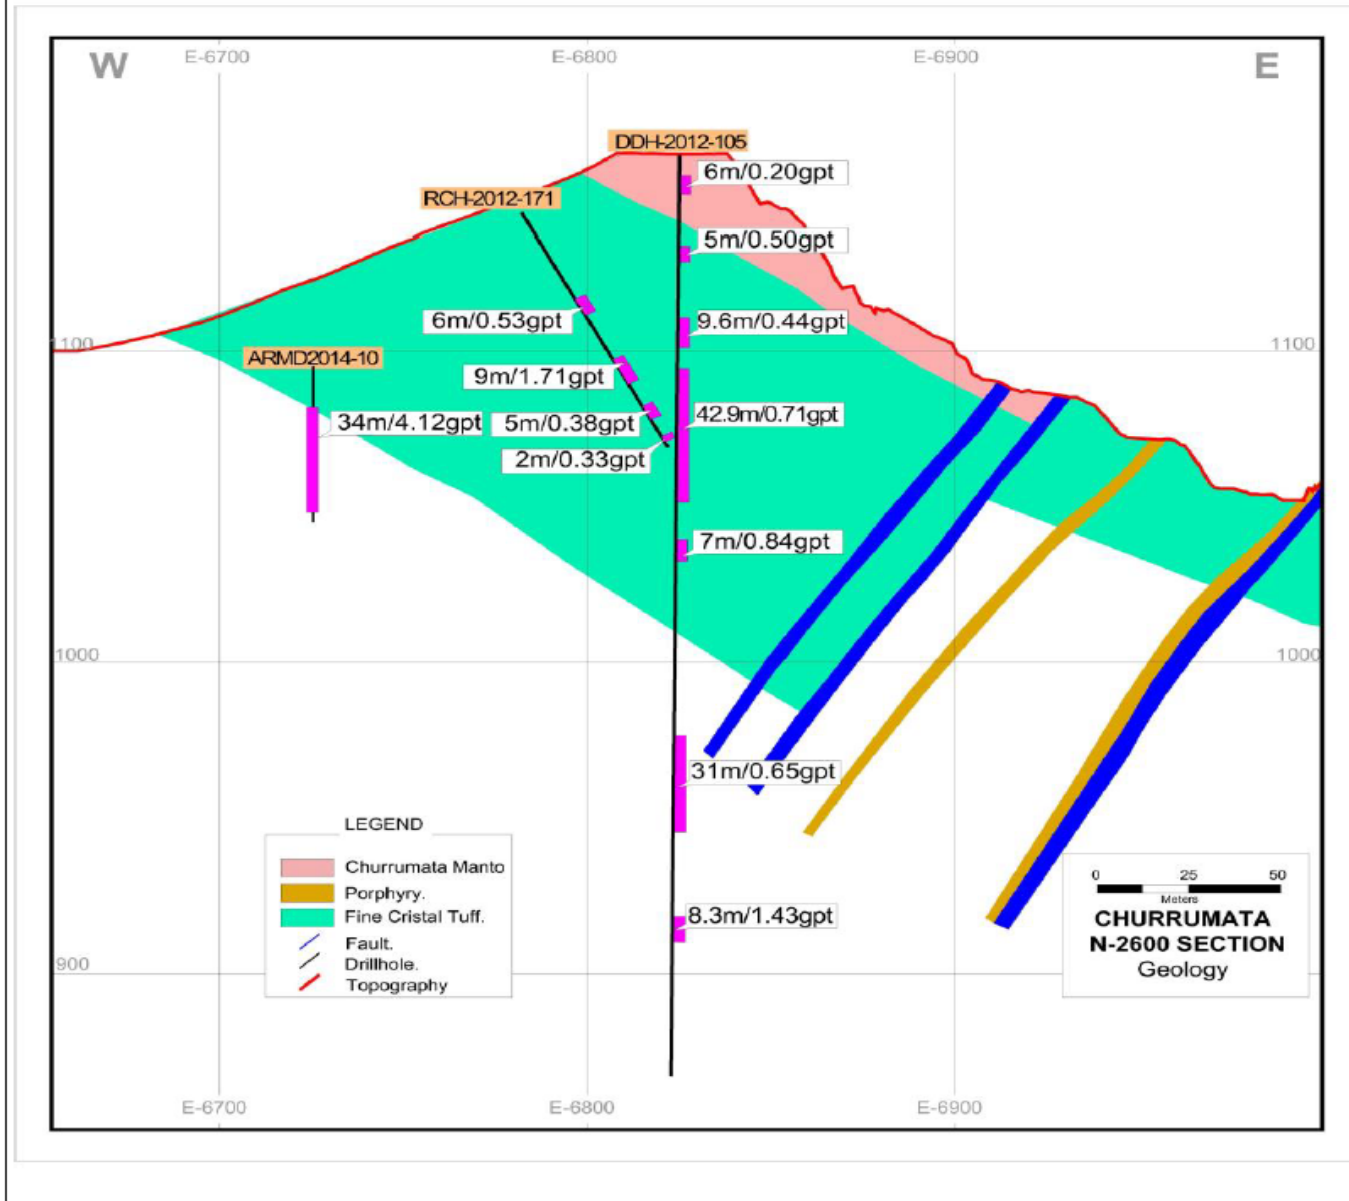 E-6700
E-6800
E-6900
W
E
DDH-2012-105
6m/0.20gpt
RCH-2012-171
5m/0.50gpt
6m/0.53gpt
9.6m/0.44gpt
1100
1100
ARMD2014-10
9m/1.71gpt
34m/4.12gpt
5m/0.38gpt
42.9m/0.71gpt
2m/0.33gpt
7m/0.84gpt
1000
1000
31m/0.65gpt
8.3m/1.43gpt
900
LEGEND
Churrumata Manto
Porphyry.
Fine Cristal Tuff.
Fault.
Drillhole.
Topography
0 25 50
Meters
CHURRUMATA
N-2600 SECTION
Geology
E-6700
E-6800
E-6900